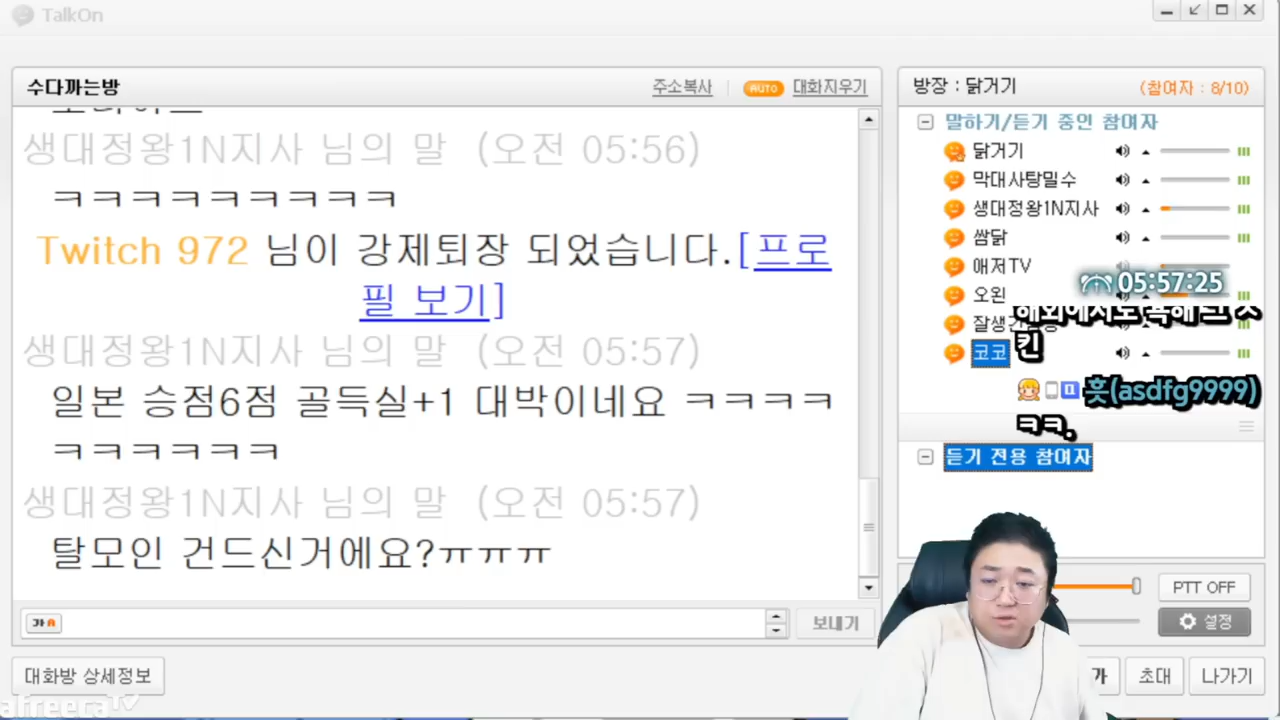 TalkOn
수다까는방
주소복사
AUTO
대화지우기
생대정왕1N지사 님의 말 (오전 05:56)
ㅋㅋㅋㅋㅋㅋㅋㅋㅋ
Twitch 972 님이 강제퇴장 되었습니다.[프로
필 보기]
생대정왕1N지사 님의 말 (오전 05:57)
일본 승점6점 골득실+1 대박이네요 ㅋㅋㅋㅋ
ㅋㅋㅋㅋㅋㅋ
생대정왕1N지사 님의 말 (오전 05:57)
탈모인 건드신거에요?ㅠㅠㅠ
가A
보내기
대화방 상세정보
afreecaTV
방장 : 닭거기
(참여자 : 8/10)
말하기/듣기 중인 참여자
닭거기
막대사탕밀수
생대정왕1N지사
쌈닭
애저TV
05:57:25
오왼
코코
킨
훗(asdfg9999)
ㅋㅋ.
듣기 전용 참여자
PTT OFF
설정
가
초대
나가기